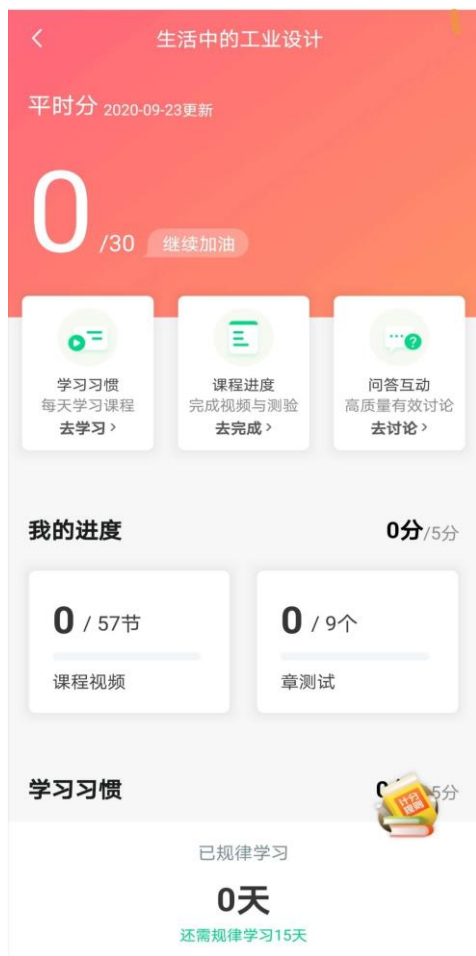 生活中的工业设计
平时分 2020-09-23更新
0 /30 继续加油
学习习惯 课程进度 问答互动
每天学习课程 完成视频与测验 高质量有效讨论
去学习 去完成 去讨论
我的进度 0分/5分
0 / 57节 0 / 9个
课程视频 章测试
学习习惯 5分
计分
规则
已规律学习
0天
还需规律学习15天